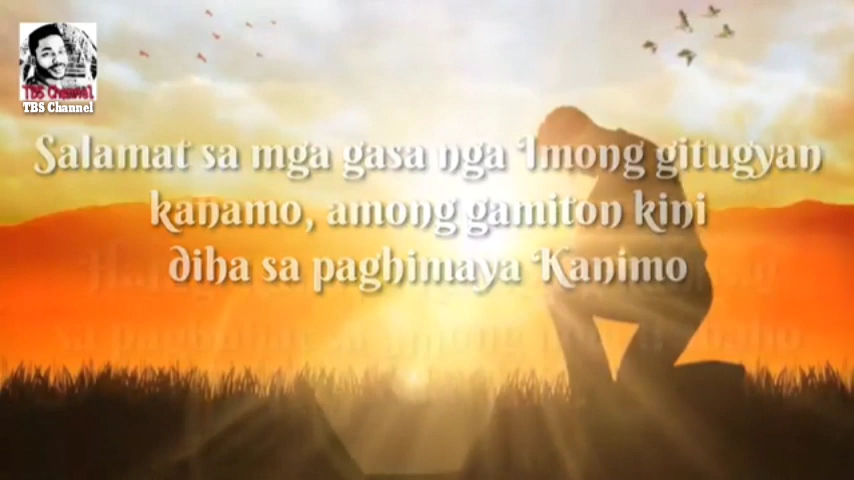 TBS Channel
TBS Channel
Salamat sa mga gasa nga Imong gitugyan
kanamo, among gamiton kini
diha sa paghimaya Kanimo